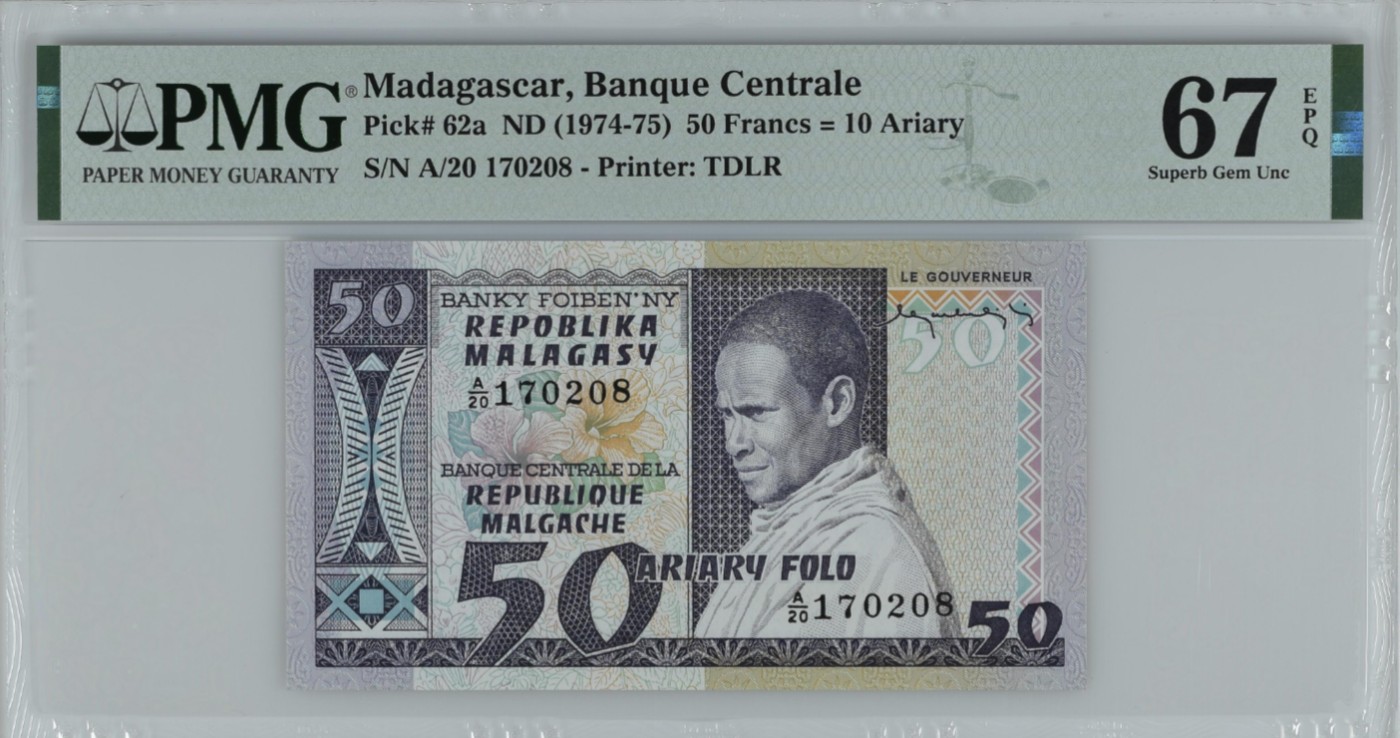 PMG®
PAPER MONEY GUARANTY
Madagascar, Banque Centrale
Pick# 62a ND (1974-75) 50 Francs = 10 Ariary
S/N A/20 170208 - Printer: TDLR
67
EPQ
Superb Gem Unc
50
BANKY FOIBEN'NY
REPOBLIKA
MALAGASY
A/20 170208
BANQUE CENTRALE DE LA
REPUBLIQUE
MALGACHE
50 ARIARY FOLO
LE GOUVERNEUR
50
A/20 170208
50